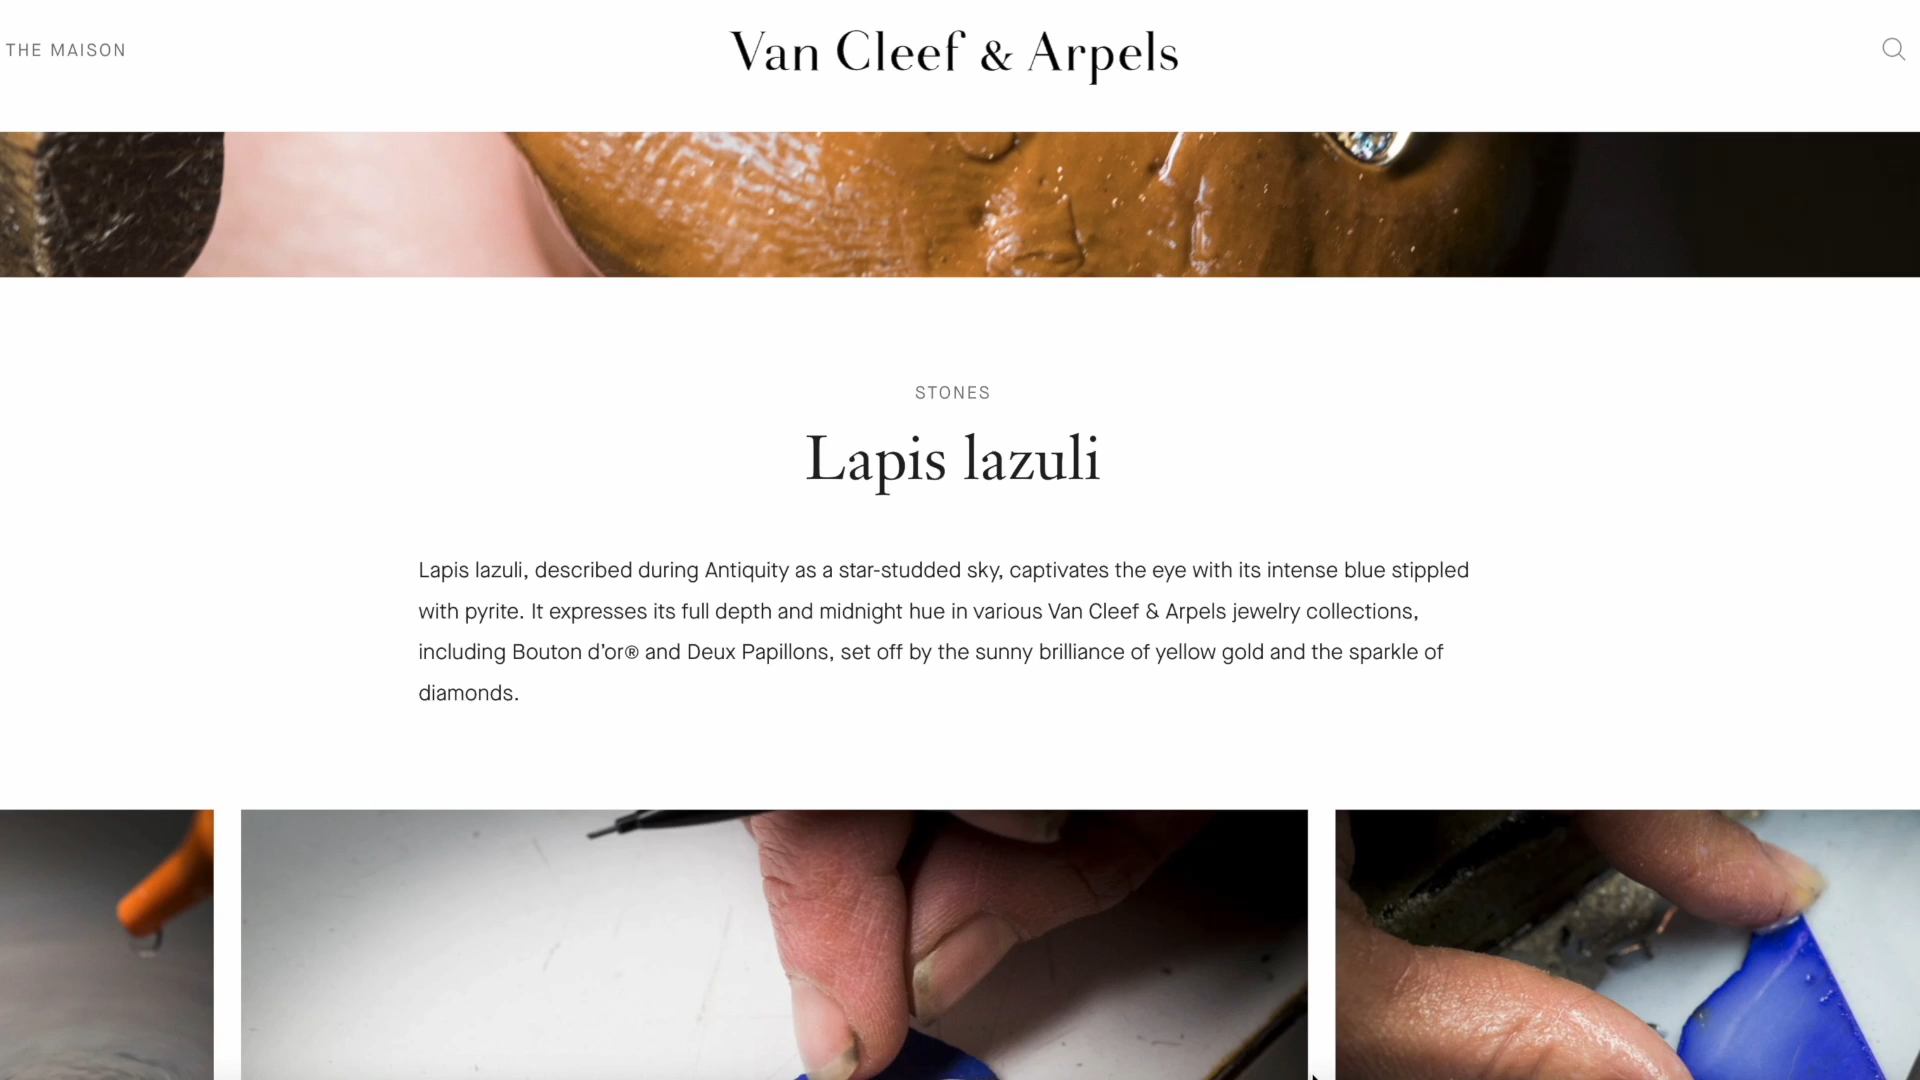 THE MAISON
Van Cleef & Arpels
STONES
Lapis lazuli
Lapis lazuli, described during Antiquity as a star-studded sky, captivates the eye with its intense blue stippled
with pyrite. It expresses its full depth and midnight hue in various Van Cleef & Arpels jewelry collections,
including Bouton d'or® and Deux Papillons, set off by the sunny brilliance of yellow gold and the sparkle of
diamonds.